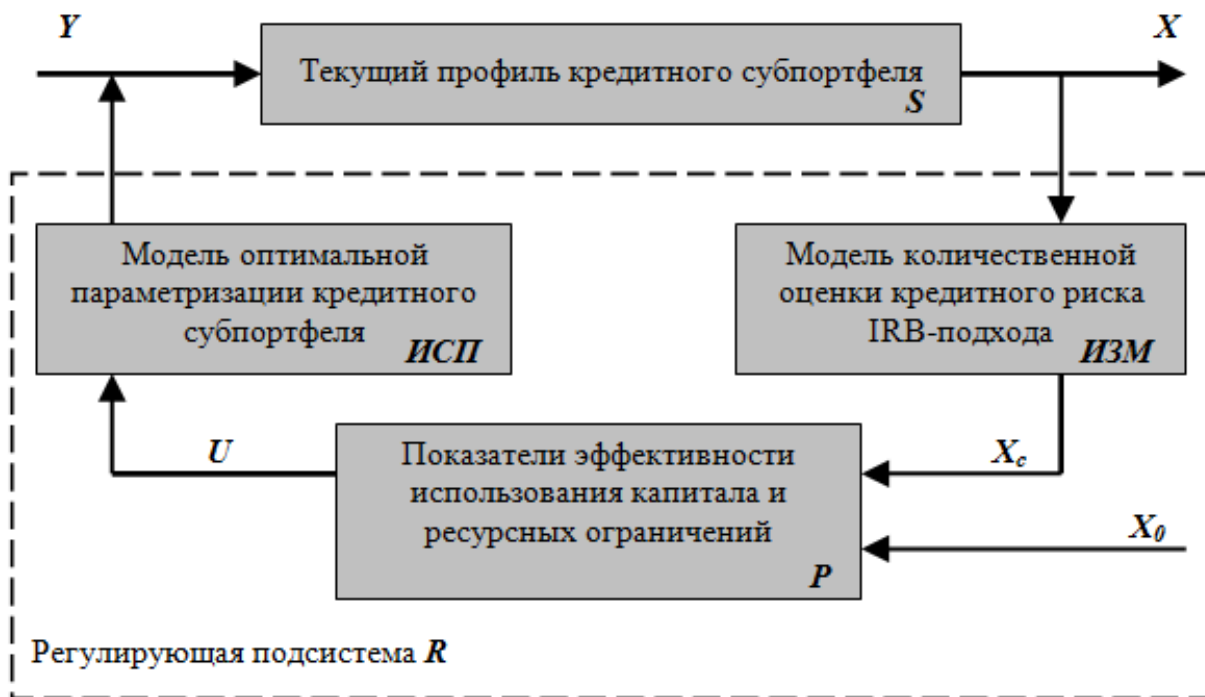 Y
X
Текущий профиль кредитного субпортфеля
S
Модель оптимальной
параметризации кредитного
субпортфеля
ИСП
Модель количественной
оценки кредитного риска
IRB-подхода
ИЗМ
U
Показатели эффективности
использования капитала и
ресурсных ограничений
P
Xc
X0
Регулирующая подсистема R